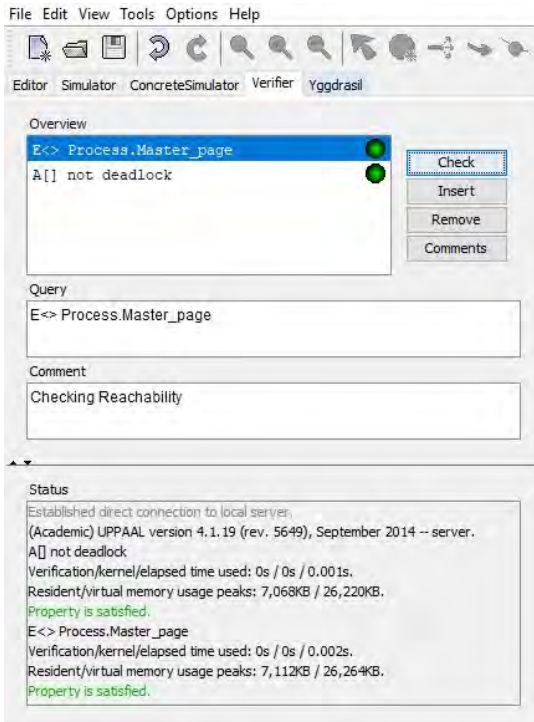 File Edit View Tools Options Help
Editor Simulator ConcreteSimulator Verifier Yggdrasil
Overview
E<> Process.Master_page
A[] not deadlock
Check
Insert
Remove
Comments
Query
E<> Process.Master_page
Comment
Checking Reachability
Status
Established direct connection to local server.
(Academic) UPPAAL version 4.1.19 (rev. 5649), September 2014 -- server.
A[] not deadlock
Verification/kernel/elapsed time used: 0s / 0s / 0.001s.
Resident/virtual memory usage peaks: 7,068KB / 26,220KB.
Property is satisfied.
E<> Process.Master_page
Verification/kernel/elapsed time used: 0s / 0s / 0.002s.
Resident/virtual memory usage peaks: 7,112KB / 26,264KB.
Property is satisfied.